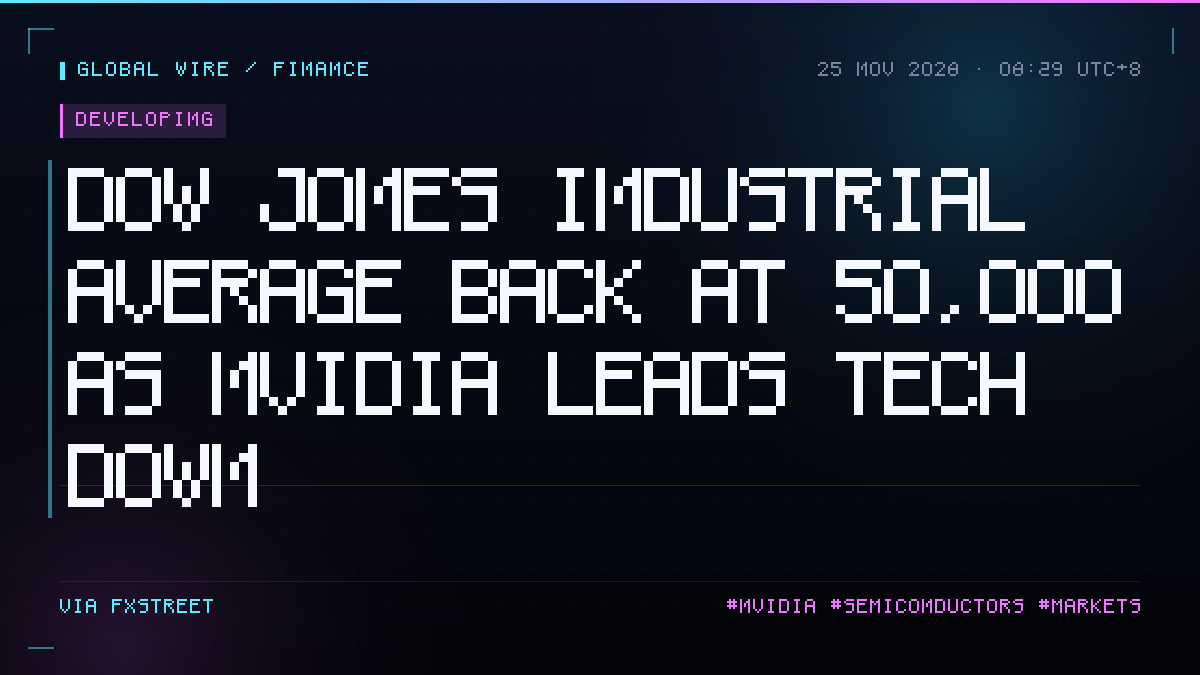 GLOBAL WIRE / FINANCE
25 NOV 2028 · 08:29 UTC+8
DEVELOPING
DOW JONES INDUSTRIAL
AVERAGE BACK AT 50,000
AS NVIDIA LEADS TECH
DOWN
VIA FXSTREET
#NVIDIA #SEMICONDUCTORS #MARKETS